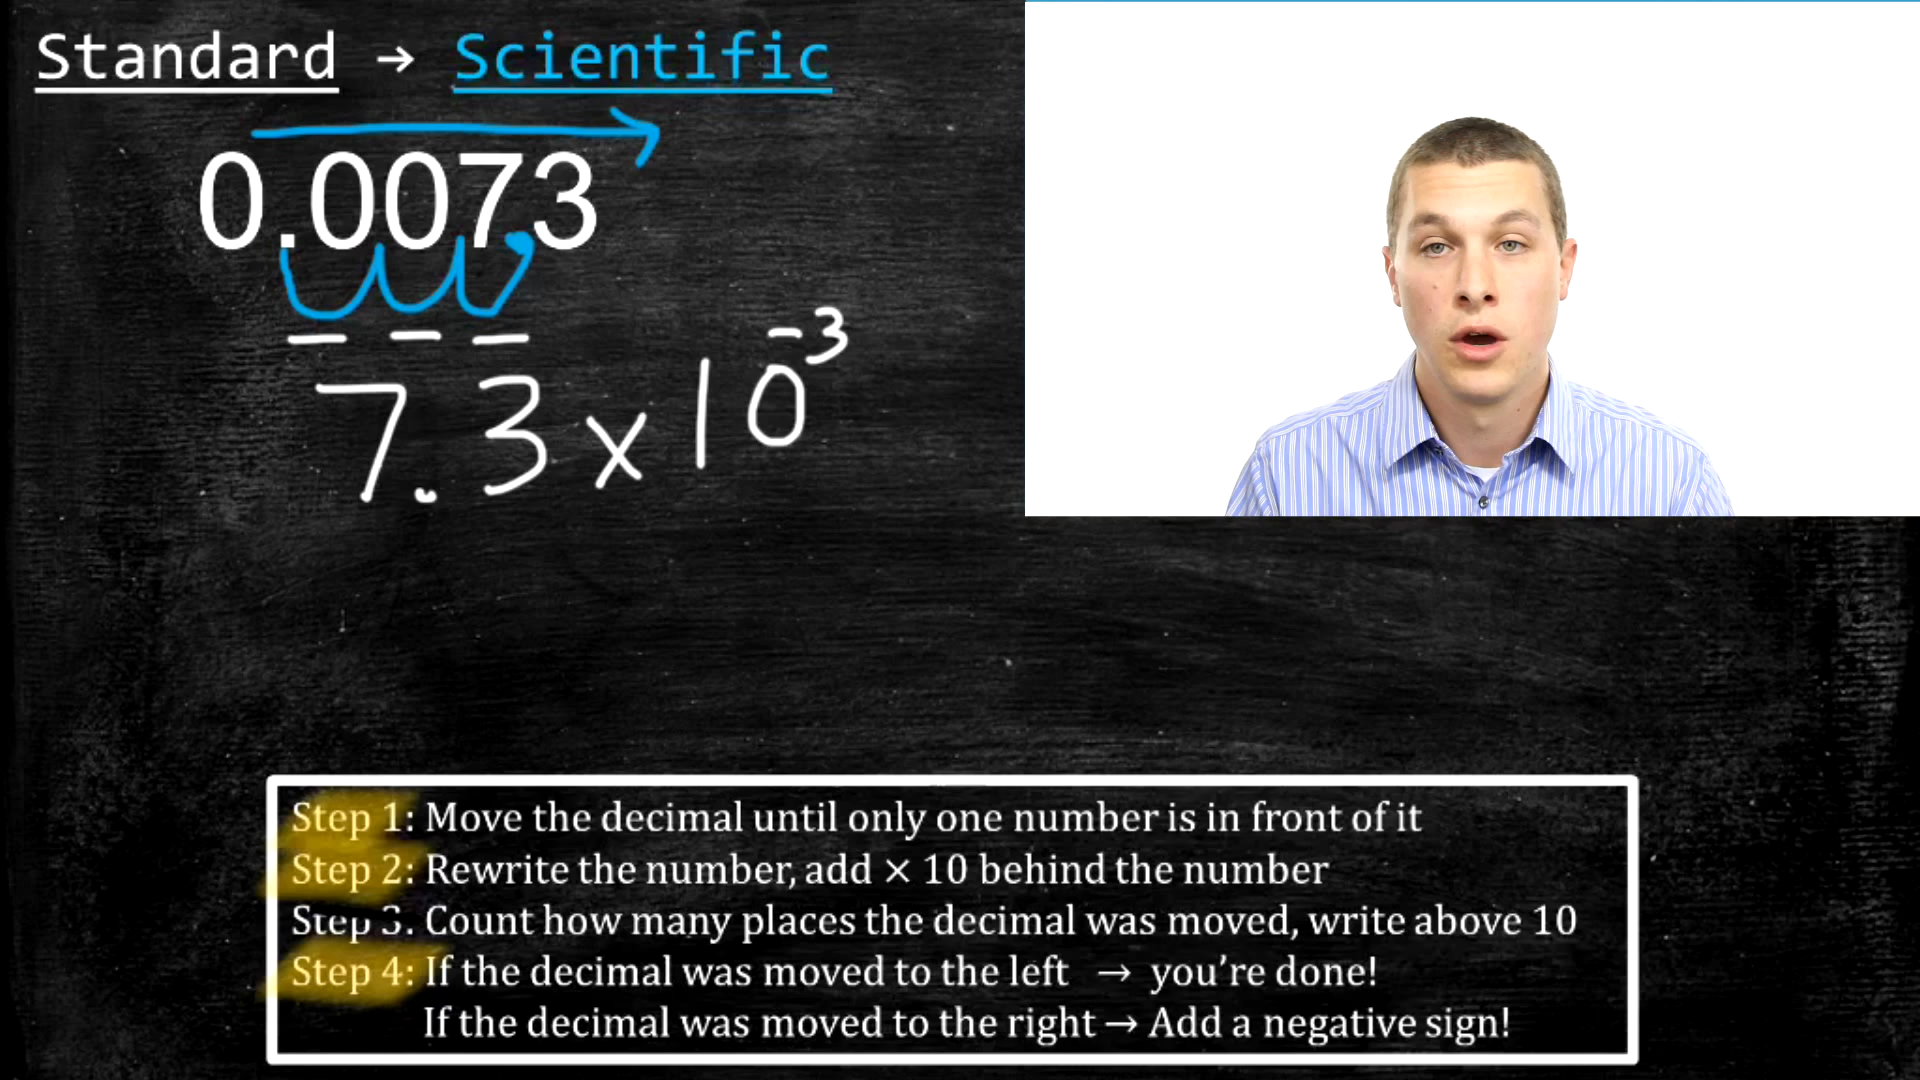 Standard → Scientific
0.0073
7.3 x 10⁻³
Step 1: Move the decimal until only one number is in front of it
Step 2: Rewrite the number, add × 10 behind the number
Step 3. Count how many places the decimal was moved, write above 10
Step 4: If the decimal was moved to the left → you're done!
If the decimal was moved to the right → Add a negative sign!